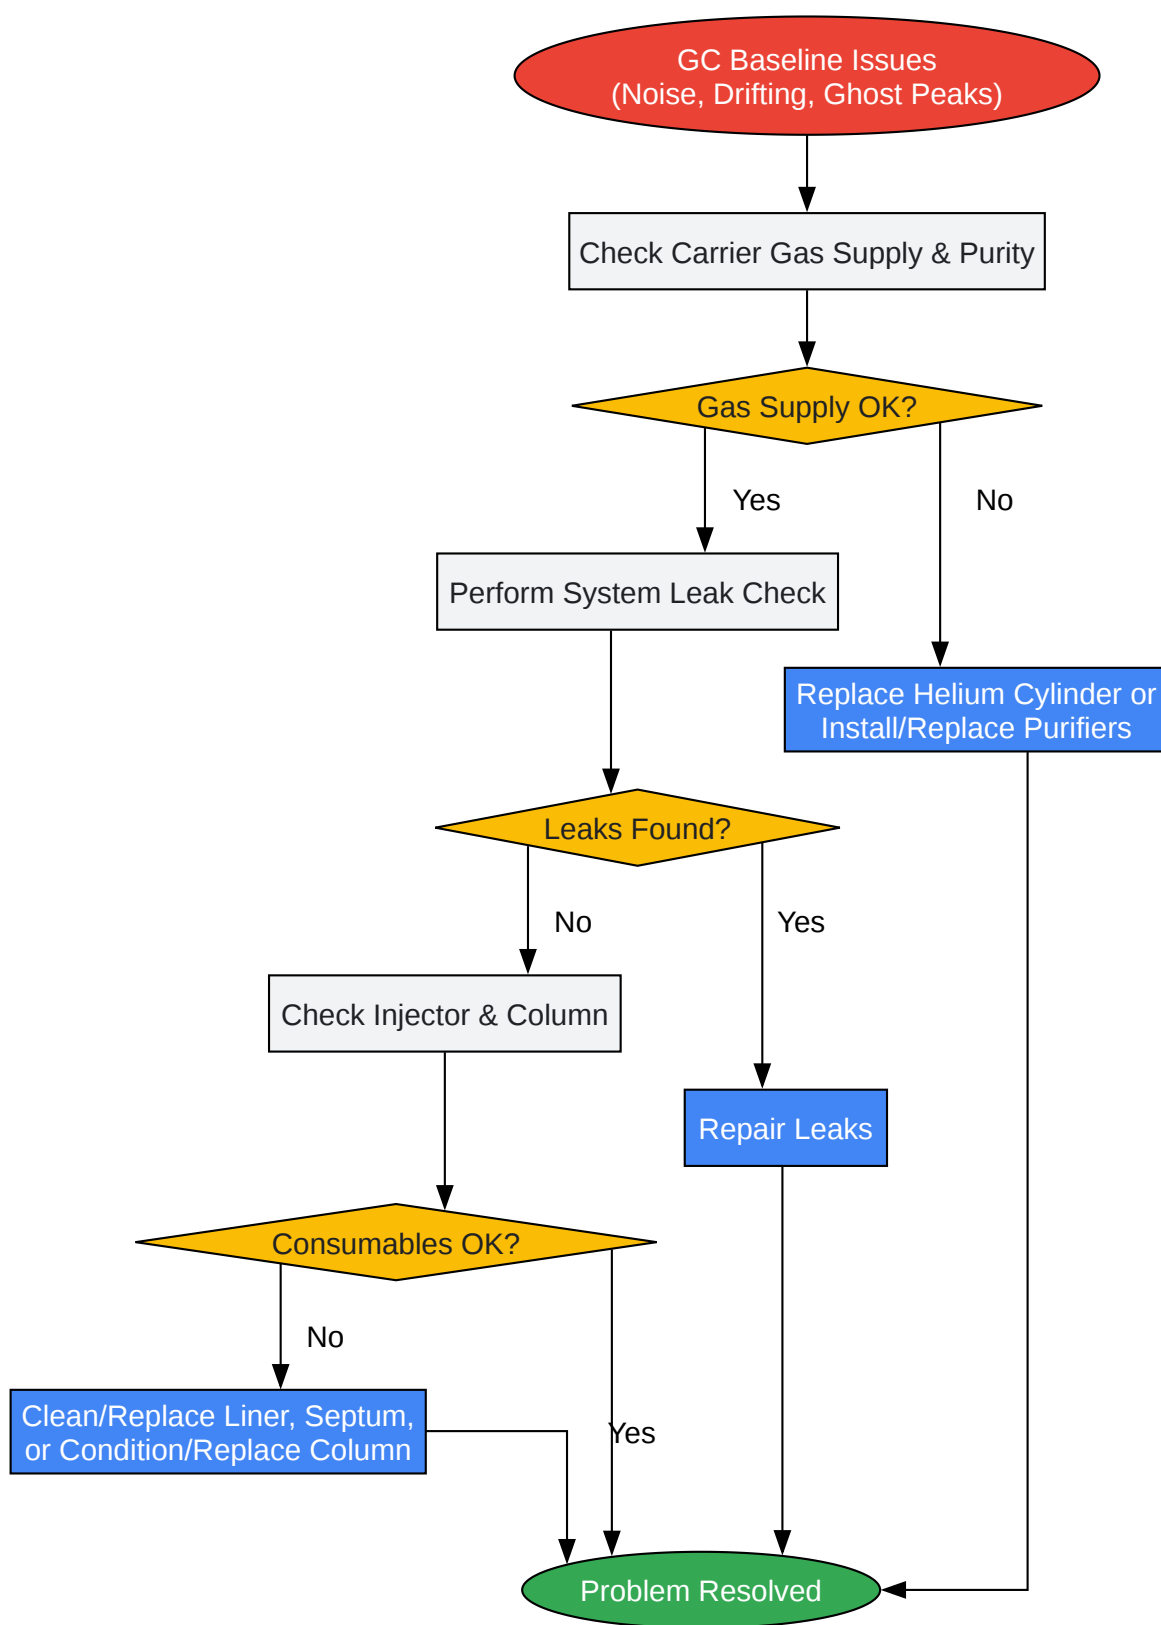 GC Baseline Issues
(Noise, Drifting, Ghost Peaks)
Check Carrier Gas Supply & Purity
Gas Supply OK?
Yes
No
Perform System Leak Check
Replace Helium Cylinder or
Install/Replace Purifiers
Leaks Found?
No
Yes
Check Injector & Column
Repair Leaks
Consumables OK?
No
Clean/Replace Liner, Septum,
or Condition/Replace Column
Yes
Problem Resolved